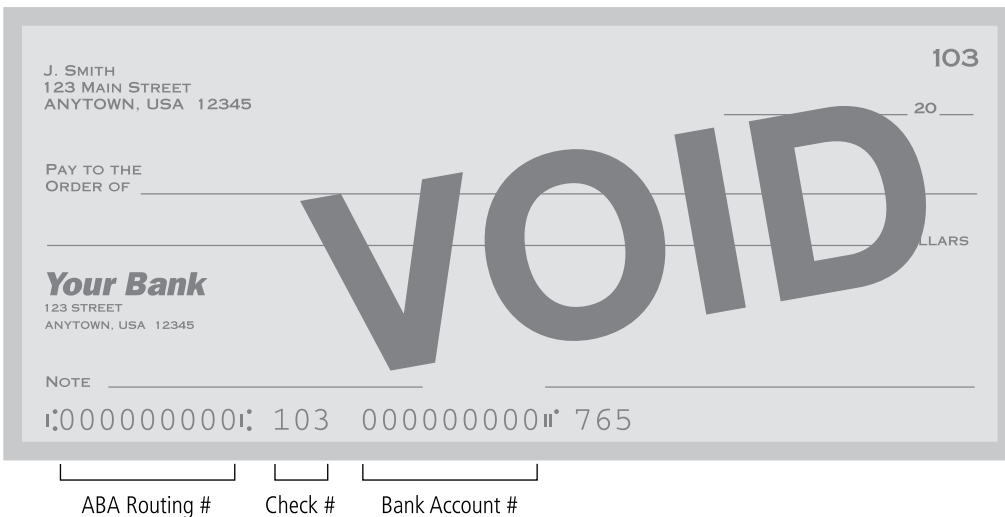 103
J. SMITH
123 MAIN STREET
ANYTOWN, USA 12345
20
PAY TO THE
ORDER OF
VOID
LLARS
Your Bank
123 STREET
ANYTOWN, USA 12345
NOTE
⑆000000000⑆ 103 000000000⑈ 765
ABA Routing # Check # Bank Account #